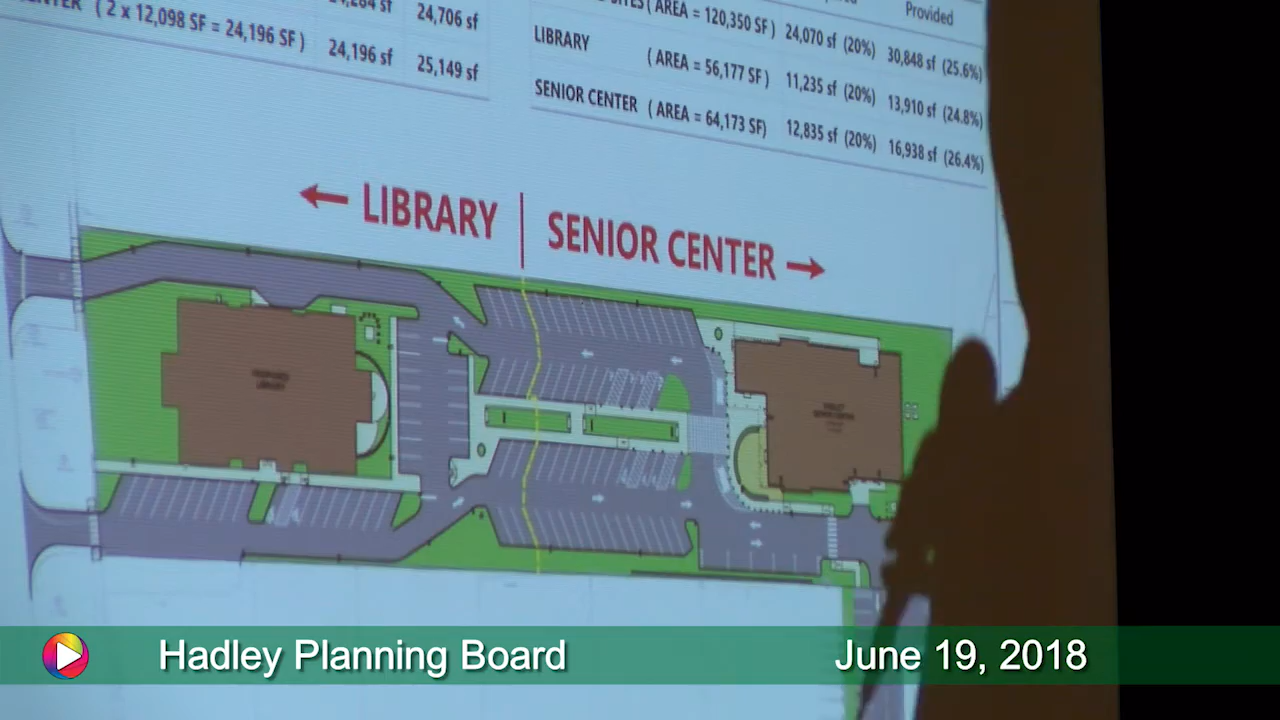 24,706 sf
( 2 x 12,098 SF = 24,196 SF ) 24,196 sf 25,149 sf
Provided
( AREA = 120,350 SF ) 24,070 sf (20%) 30,848 sf (25.6%)
LIBRARY ( AREA = 56,177 SF ) 11,235 sf (20%) 13,910 sf (24.8%)
SENIOR CENTER ( AREA = 64,173 SF) 12,835 sf (20%) 16,938 sf (26.4%)
← LIBRARY | SENIOR CENTER →
Hadley Planning Board
June 19, 2018